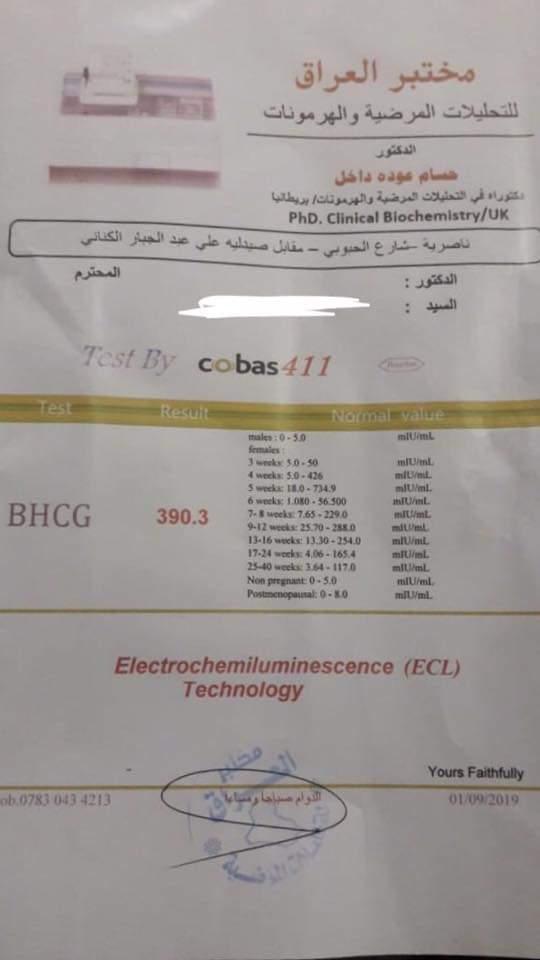 مختبر العراق
للتحليلات المرضية والهرمونات
الدكتور
حسام عوده داخل
دكتوراه في التحليلات المرضية والهرمونات/ بريطانيا
PhD. Clinical Biochemistry/UK
ناصرية –شارع الحبوبي – مقابل صيدليه علي عبد الجبار الكناني
الدكتور : المحترم
السيد :
Test By cobas 411
Test Result Normal value
males : 0 - 5.0 mIU/mL
females :
3 weeks: 5.0 - 50 mIU/mL
4 weeks: 5.0 - 426 mIU/mL
5 weeks: 18.0 - 734.9 mIU/mL
6 weeks: 1.080 - 56.500 mIU/mL
BHCG 390.3 7- 8 weeks: 7.65 - 229.0 mIU/mL
9-12 weeks: 25.70 - 288.0 mIU/mL
13-16 weeks: 13.30 - 254.0 mIU/mL
17-24 weeks: 4.06 - 165.4 mIU/mL
25-40 weeks: 3.64 - 117.0 mIU/mL
Non pregnant: 0 - 5.0 mIU/mL
Postmenopausal: 0 - 8.0 mIU/mL
Electrochemiluminescence (ECL)
Technology
Yours Faithfully
ob.0783 043 4213 الدوام صباحا ومساءا 01/09/2019